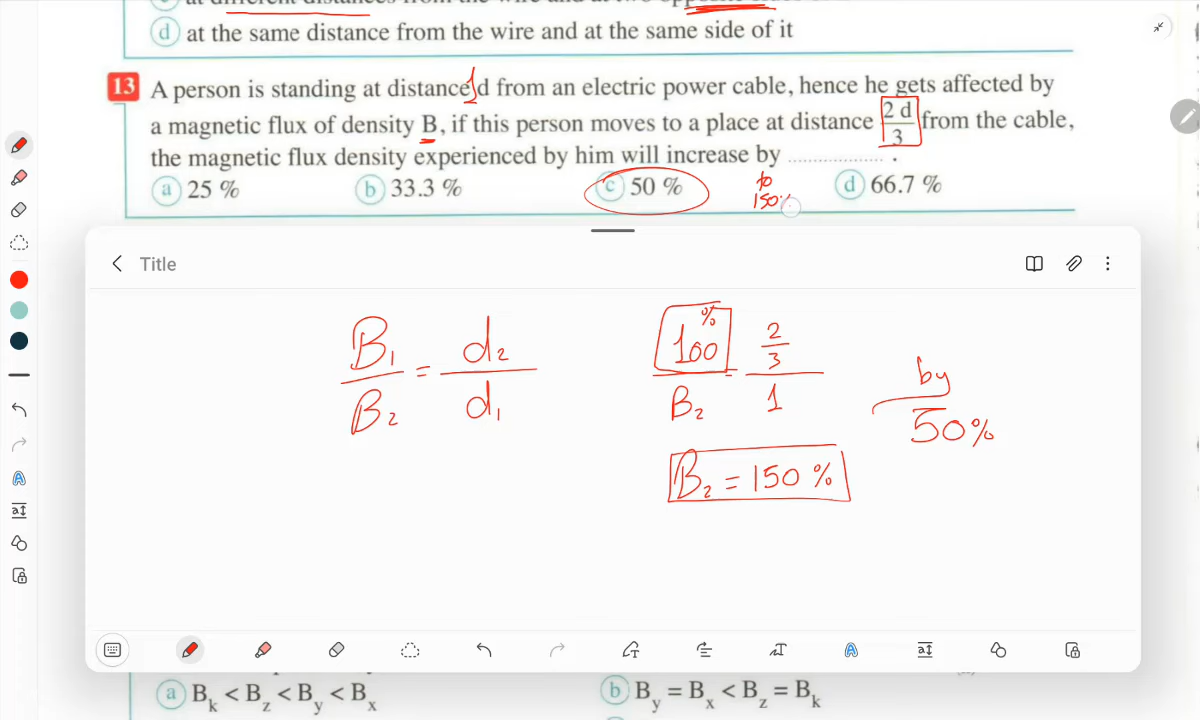 d at the same distance from the wire and at the same side of it
13 A person is standing at distance 1 d from an electric power cable, hence he gets affected by
a magnetic flux of density B, if this person moves to a place at distance 2 d / 3 from the cable,
the magnetic flux density experienced by him will increase by .................. .
a 25 % b 33.3 % c 50 % d 66.7 %
to
150%
Title
B1 / B2 = d2 / d1
100 % / B2 = 2/3 / 1
B2 = 150 %
by
50%
a Bk < Bz < By < Bx b By = Bx < Bz = Bk